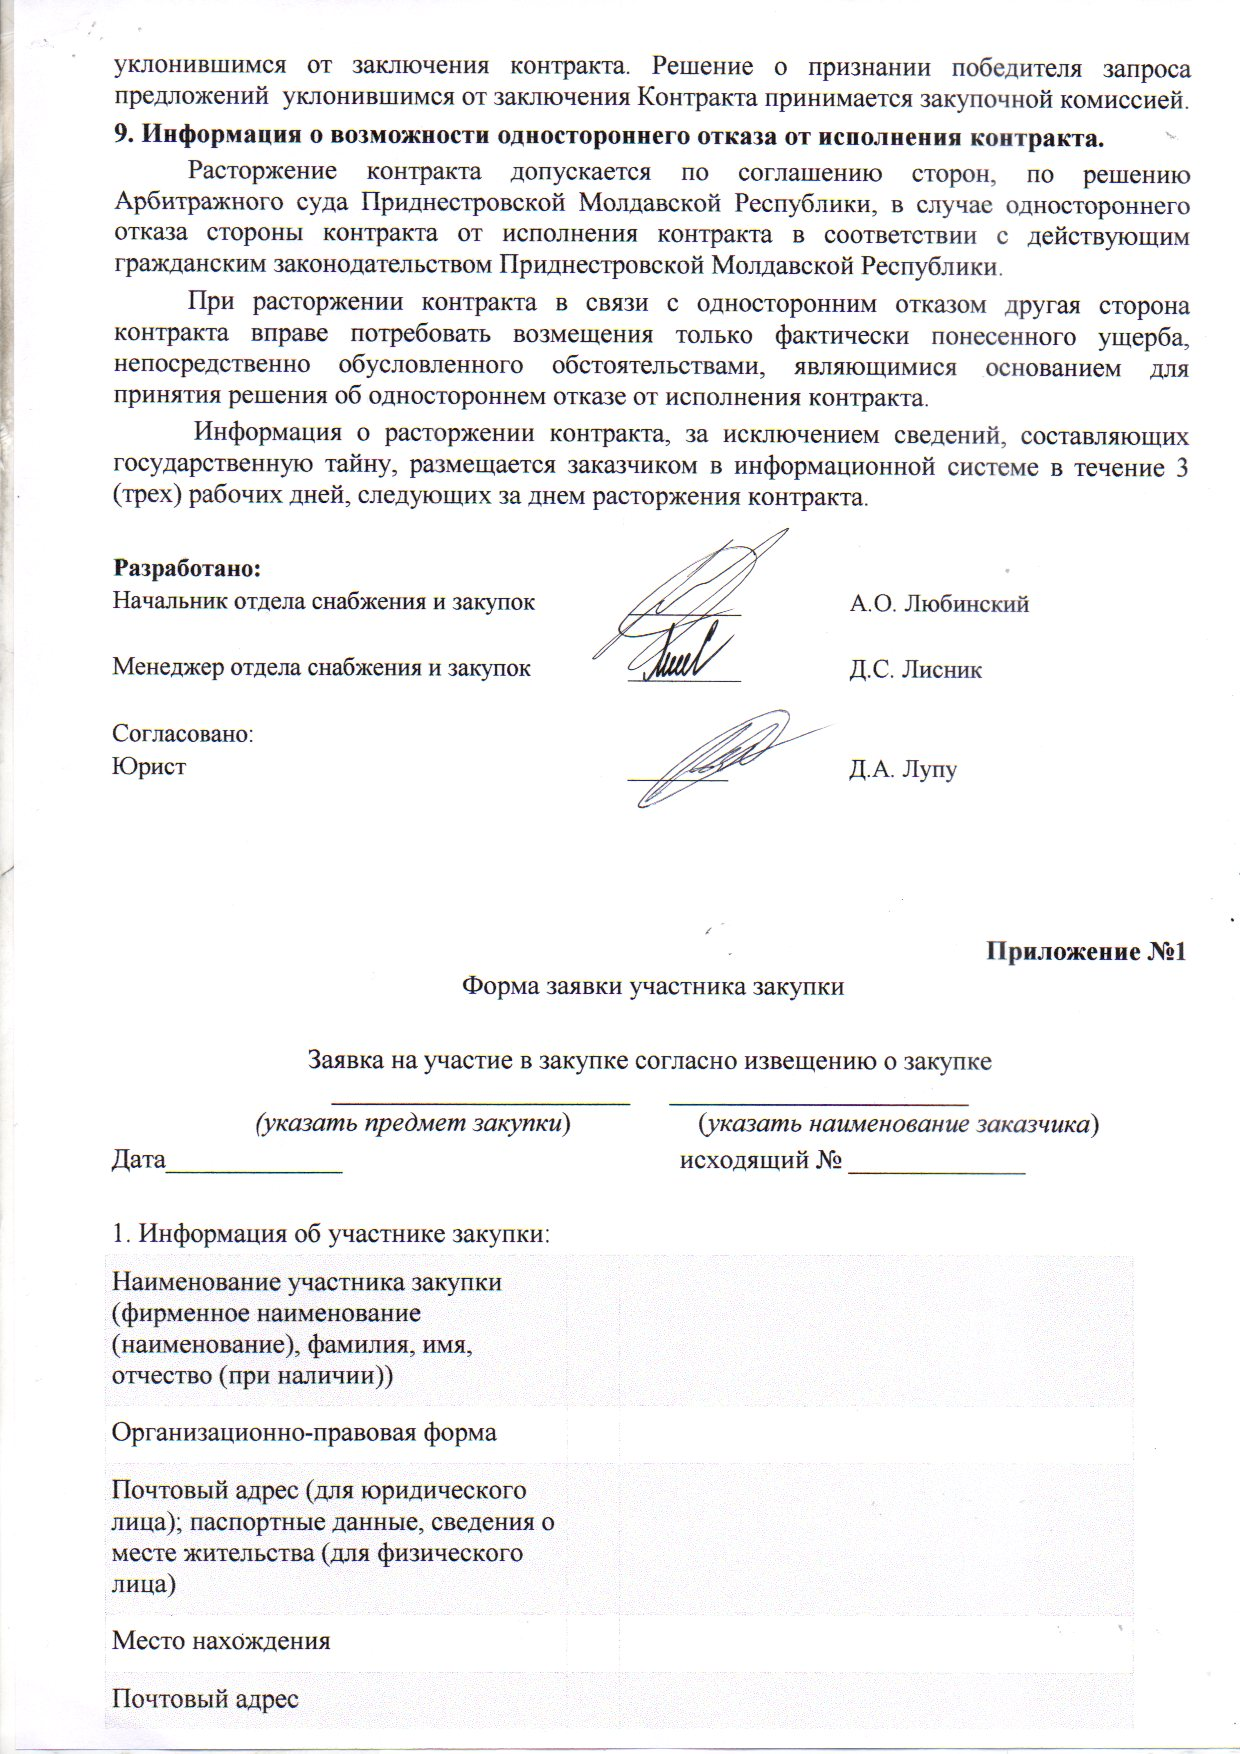 уклонившимся от заключения контракта. Решение о признании победителя запроса
предложений уклонившимся от заключения Контракта принимается закупочной комиссией.
9. Информация о возможности одностороннего отказа от исполнения контракта.
Расторжение контракта допускается по соглашению сторон, по решению
Арбитражного суда Приднестровской Молдавской Республики, в случае одностороннего
отказа стороны контракта от исполнения контракта в соответствии с действующим
гражданским законодательством Приднестровской Молдавской Республики.
При расторжении контракта в связи с односторонним отказом другая сторона
контракта вправе потребовать возмещения только фактически понесенного ущерба,
непосредственно обусловленного обстоятельствами, являющимися основанием для
принятия решения об одностороннем отказе от исполнения контракта.
Информация о расторжении контракта, за исключением сведений, составляющих
государственную тайну, размещается заказчиком в информационной системе в течение 3
(трех) рабочих дней, следующих за днем расторжения контракта.
Разработано:
Начальник отдела снабжения и закупок ________ А.О. Любинский
Менеджер отдела снабжения и закупок ________ Д.С. Лисник
Согласовано:
Юрист ________ Д.А. Лупу
Приложение №1
Форма заявки участника закупки
Заявка на участие в закупке согласно извещению о закупке
______________________ ______________________
(указать предмет закупки) (указать наименование заказчика)
Дата_____________ исходящий № _____________
1. Информация об участнике закупки:
Наименование участника закупки
(фирменное наименование
(наименование), фамилия, имя,
отчество (при наличии))
Организационно-правовая форма
Почтовый адрес (для юридического
лица); паспортные данные, сведения о
месте жительства (для физического
лица)
Место нахождения
Почтовый адрес